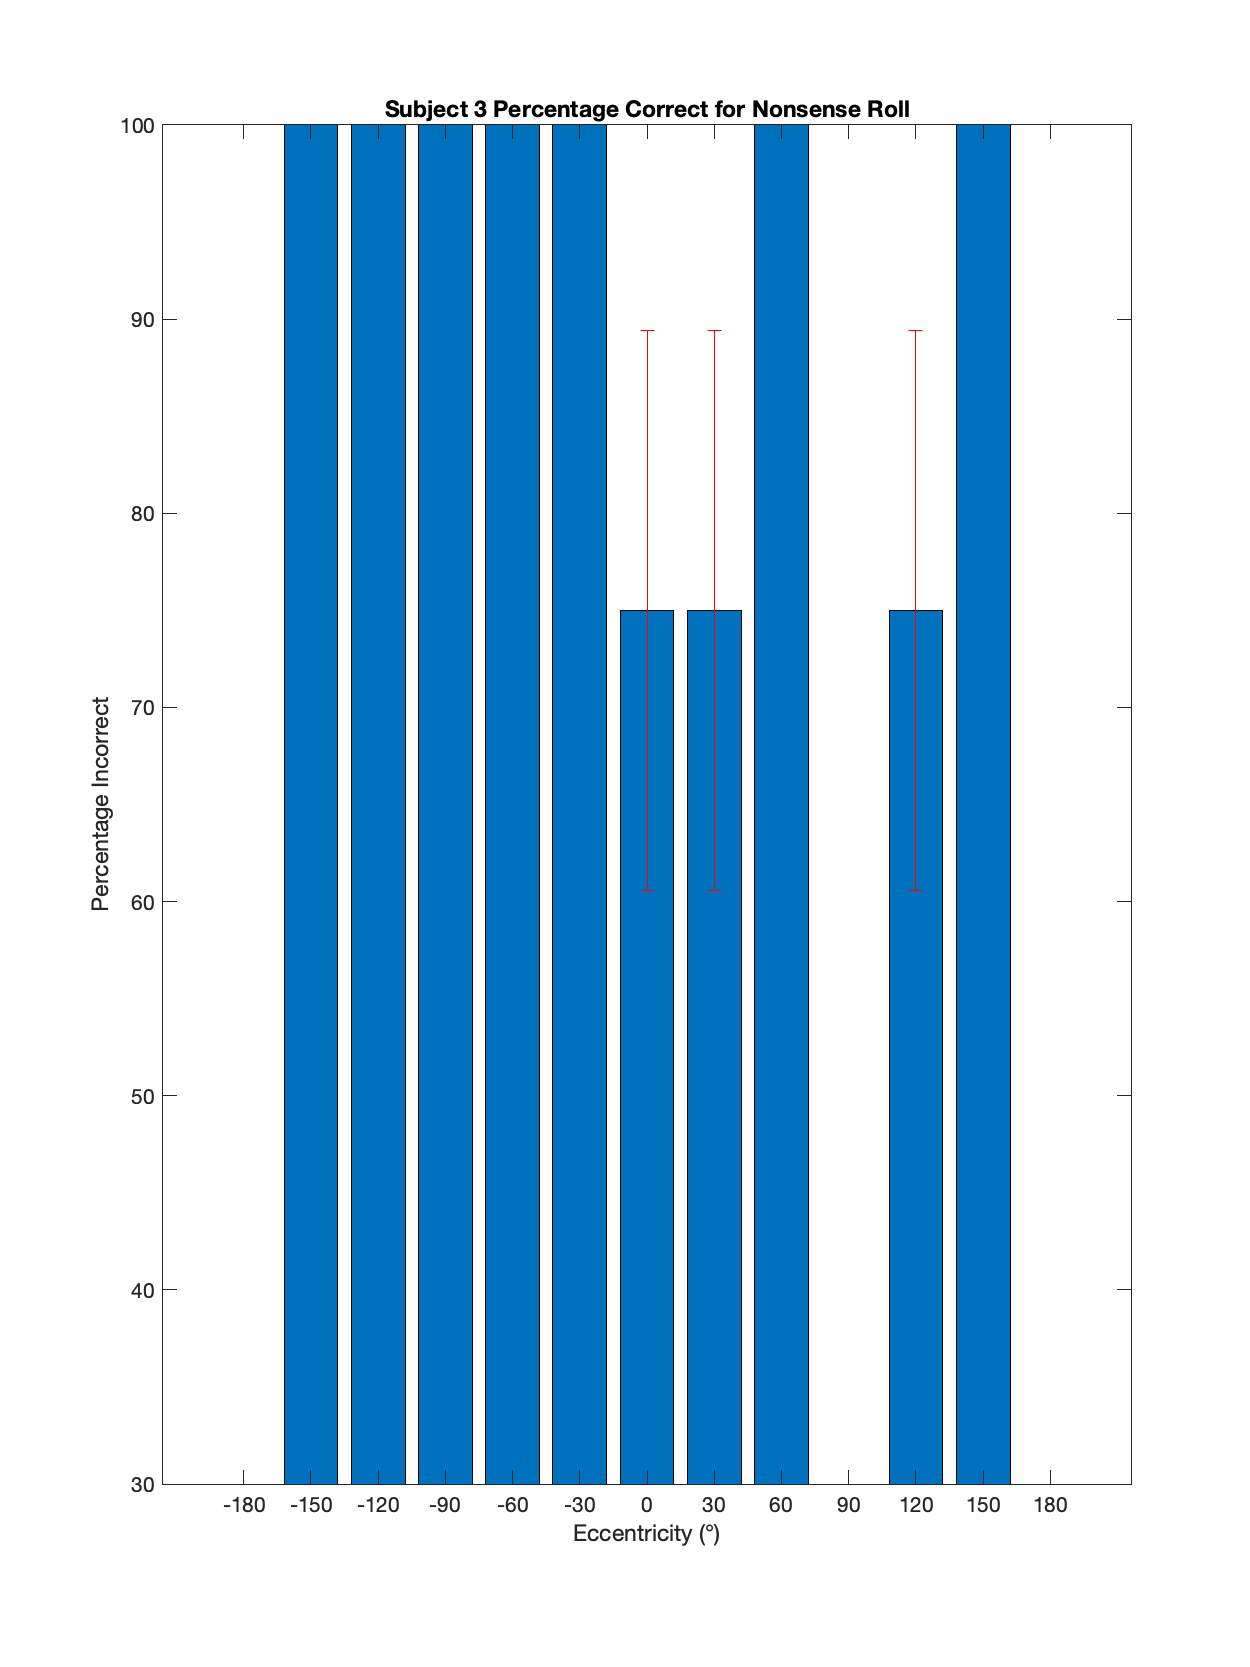 Subject 3 Percentage Correct for Nonsense Roll
100
90
80
70
60
50
40
30
Percentage Incorrect
-180 -150 -120 -90 -60 -30 0 30 60 90 120 150 180
Eccentricity (°)